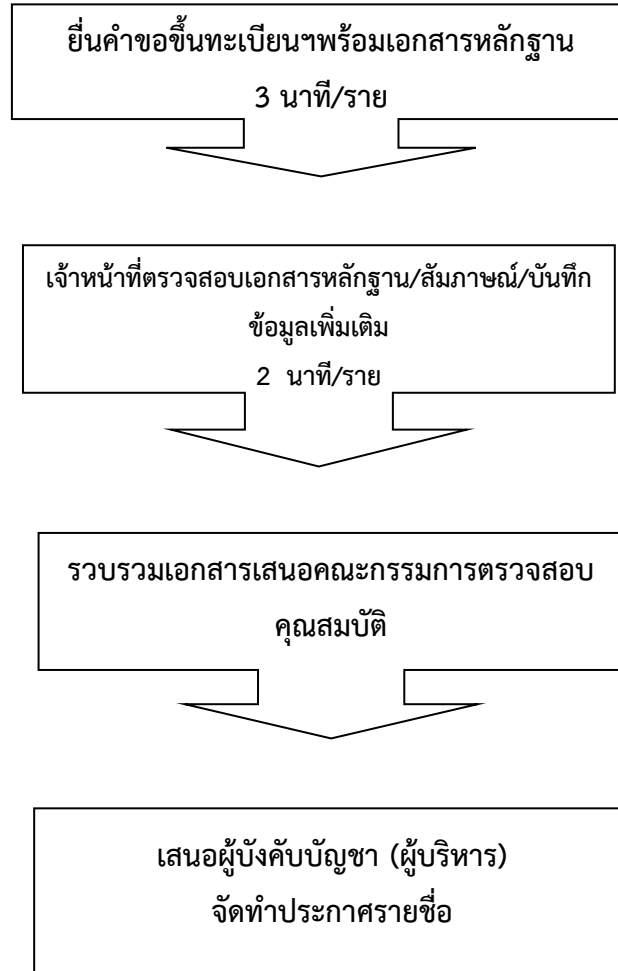 ยื่นคำขอขึ้นทะเบียนฯพร้อมเอกสารหลักฐาน
3 นาที/ราย
เจ้าหน้าที่ตรวจสอบเอกสารหลักฐาน/สัมภาษณ์/บันทึก
ข้อมูลเพิ่มเติม
2 นาที/ราย
รวบรวมเอกสารเสนอคณะกรรมการตรวจสอบ
คุณสมบัติ
เสนอผู้บังคับบัญชา (ผู้บริหาร)
จัดทำประกาศรายชื่อ